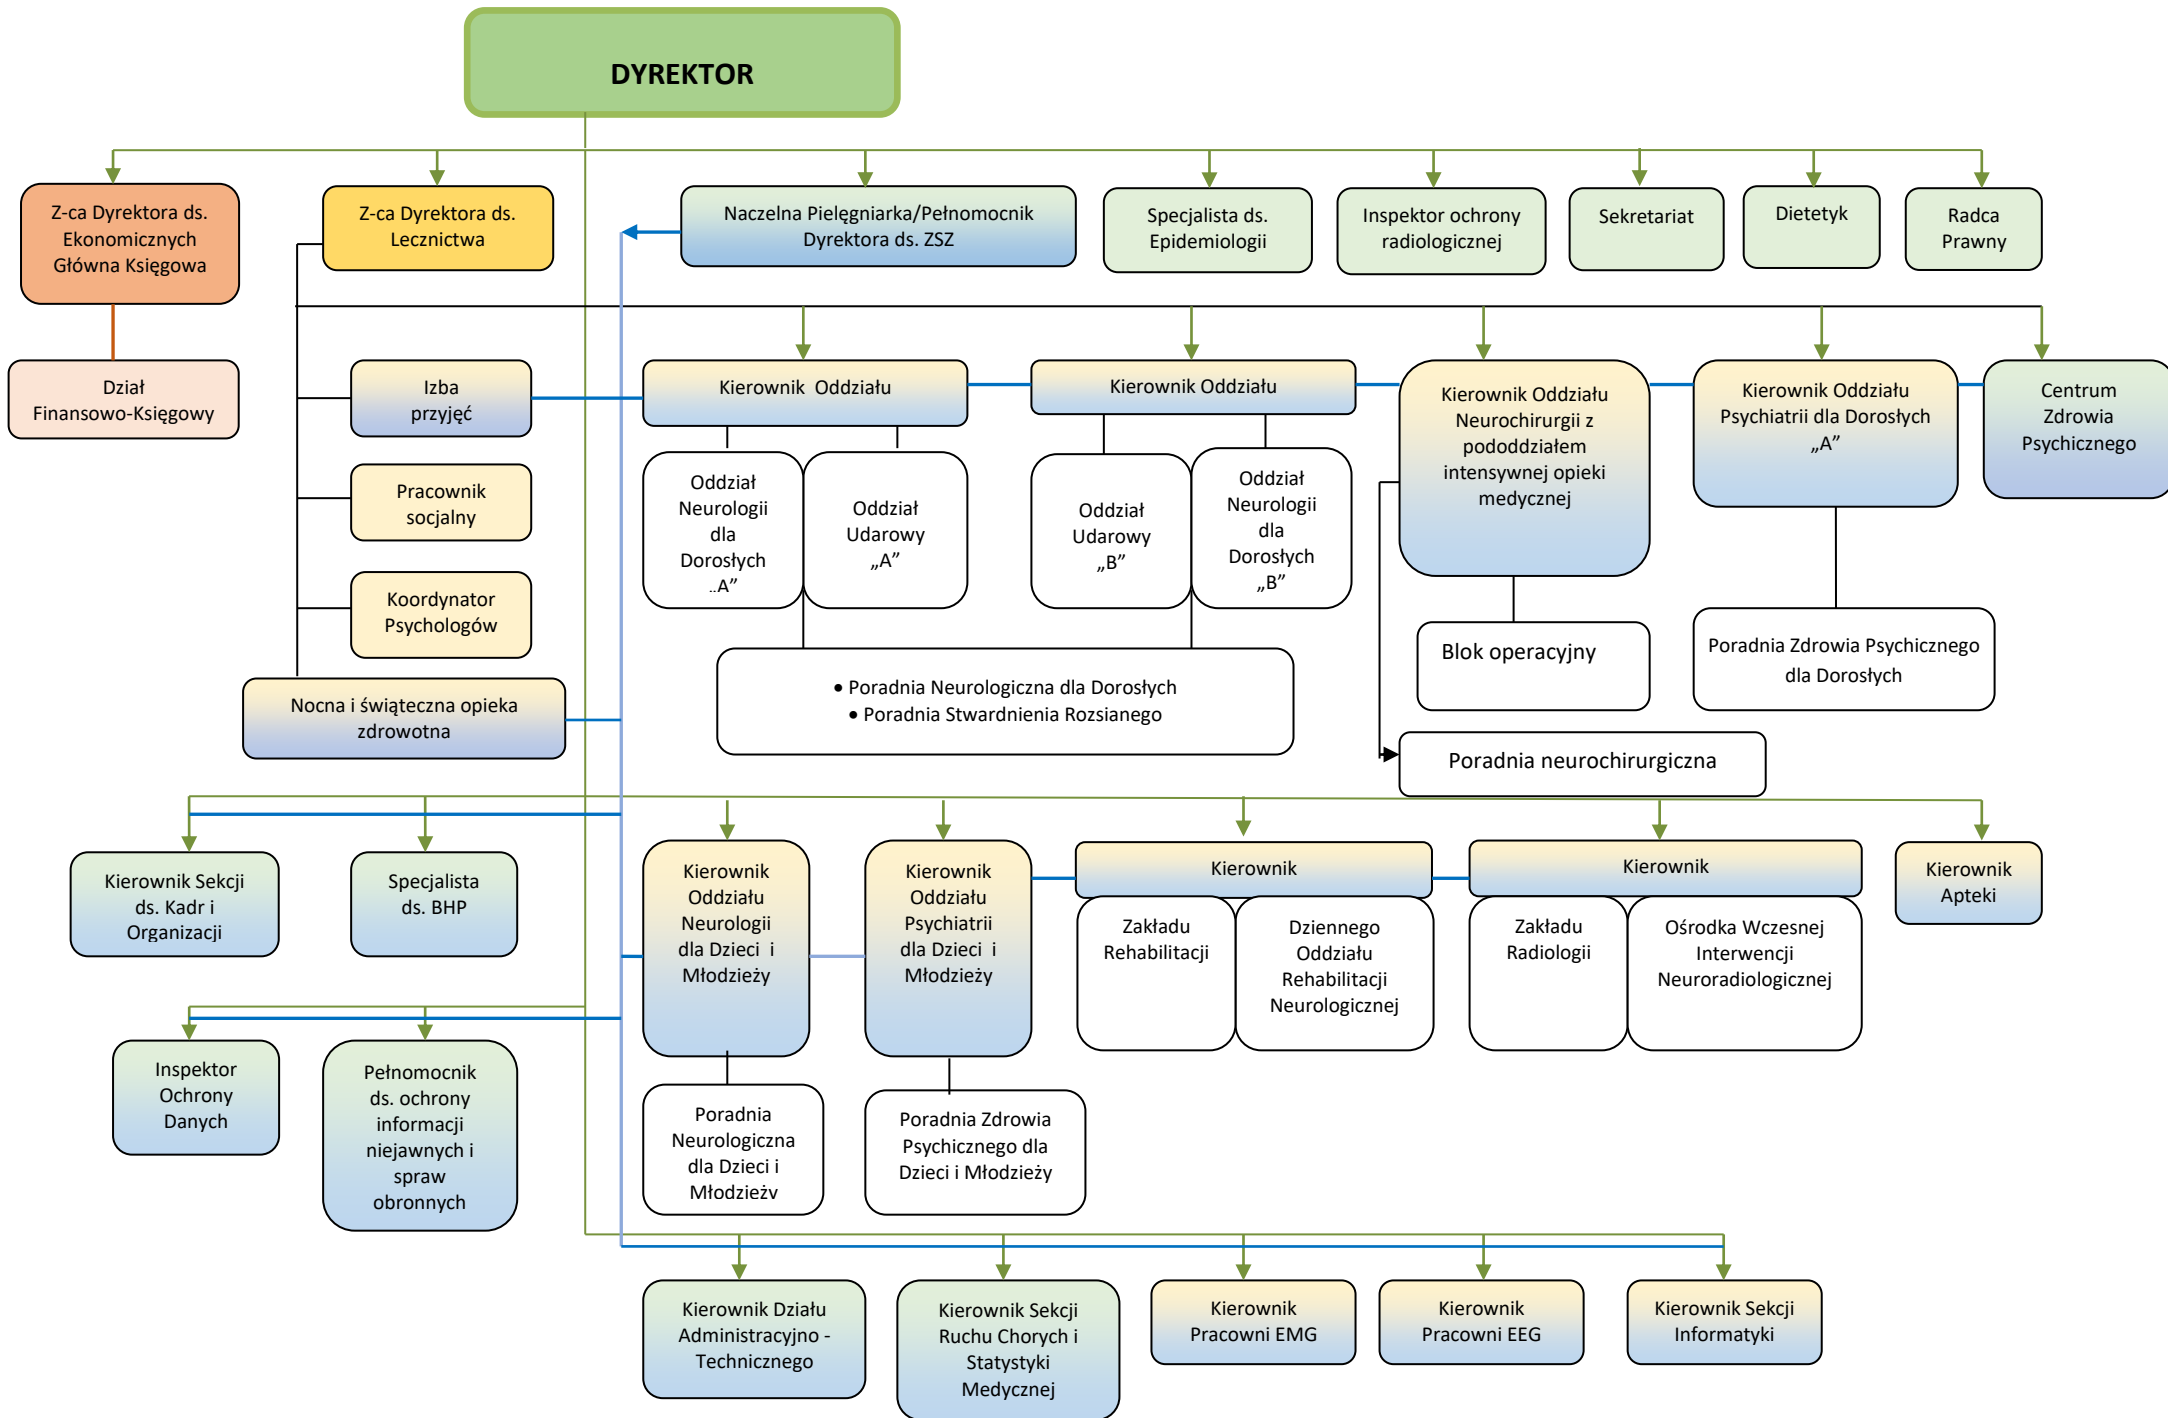 DYREKTOR
Z-ca Dyrektora ds.
Ekonomicznych
Główna Księgowa
Z-ca Dyrektora ds.
Lecznictwa
Naczelna Pielęgniarka/Pełnomocnik
Dyrektora ds. ZSZ
Specjalista ds.
Epidemiologii
Inspektor ochrony
radiologicznej
Sekretariat
Dietetyk
Radca
Prawny
Dział
Finansowo-Księgowy
Izba
przyjęć
Kierownik Oddziału
Kierownik Oddziału
Kierownik Oddziału
Neurochirurgii z
pododdziałem
intensywnej opieki
medycznej
Kierownik Oddziału
Psychiatrii dla Dorosłych
„A”
Centrum
Zdrowia
Psychicznego
Pracownik
socjalny
Oddział
Neurologii
dla
Dorosłych
„A”
Oddział
Udarowy
„A”
Oddział
Udarowy
„B”
Oddział
Neurologii
dla
Dorosłych
„B”
Koordynator
Psychologów
Blok operacyjny
Poradnia Zdrowia Psychicznego
dla Dorosłych
Nocna i świąteczna opieka
zdrowotna
• Poradnia Neurologiczna dla Dorosłych
• Poradnia Stwardnienia Rozsianego
Poradnia neurochirurgiczna
Kierownik Sekcji
ds. Kadr i
Organizacji
Specjalista
ds. BHP
Kierownik
Oddziału
Neurologii
dla Dzieci i
Młodzieży
Kierownik
Oddziału
Psychiatrii
dla Dzieci i
Młodzieży
Kierownik
Zakładu
Rehabilitacji
Dziennego
Oddziału
Rehabilitacji
Neurologicznej
Kierownik
Zakładu
Radiologii
Ośrodka Wczesnej
Interwencji
Neuroradiologicznej
Kierownik
Apteki
Inspektor
Ochrony
Danych
Pełnomocnik
ds. ochrony
informacji
niejawnych i
spraw
obronnych
Poradnia
Neurologiczna
dla Dzieci i
Młodzieży
Poradnia Zdrowia
Psychicznego dla
Dzieci i Młodzieży
Kierownik Działu
Administracyjno -
Technicznego
Kierownik Sekcji
Ruchu Chorych i
Statystyki
Medycznej
Kierownik
Pracowni EMG
Kierownik
Pracowni EEG
Kierownik Sekcji
Informatyki